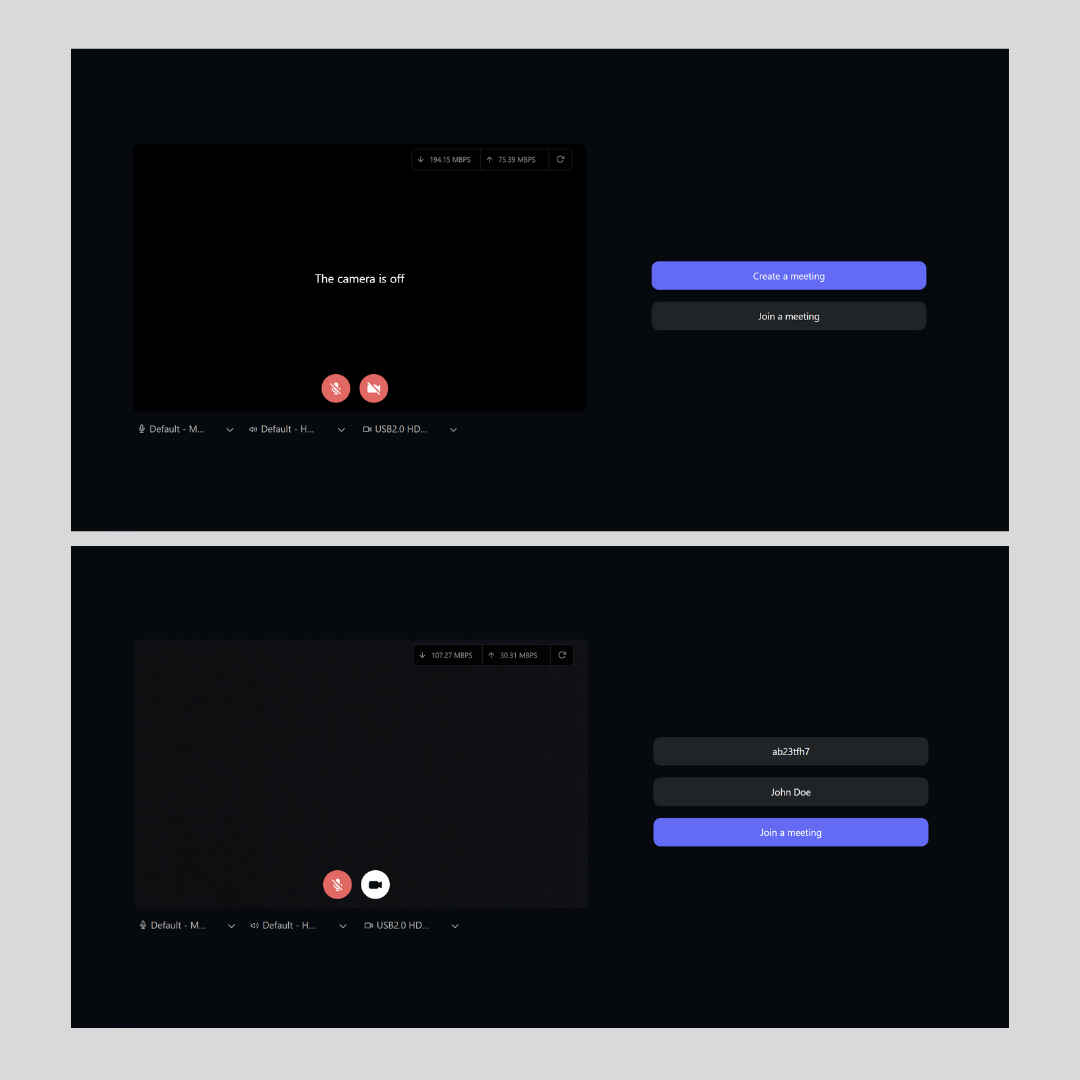 194.15 MBPS
75.39 MBPS
The camera is off
Create a meeting
Join a meeting
Default - M...
Default - H...
USB2.0 HD...
107.27 MBPS
30.31 MBPS
ab23tfh7
John Doe
Join a meeting
Default - M...
Default - H...
USB2.0 HD...